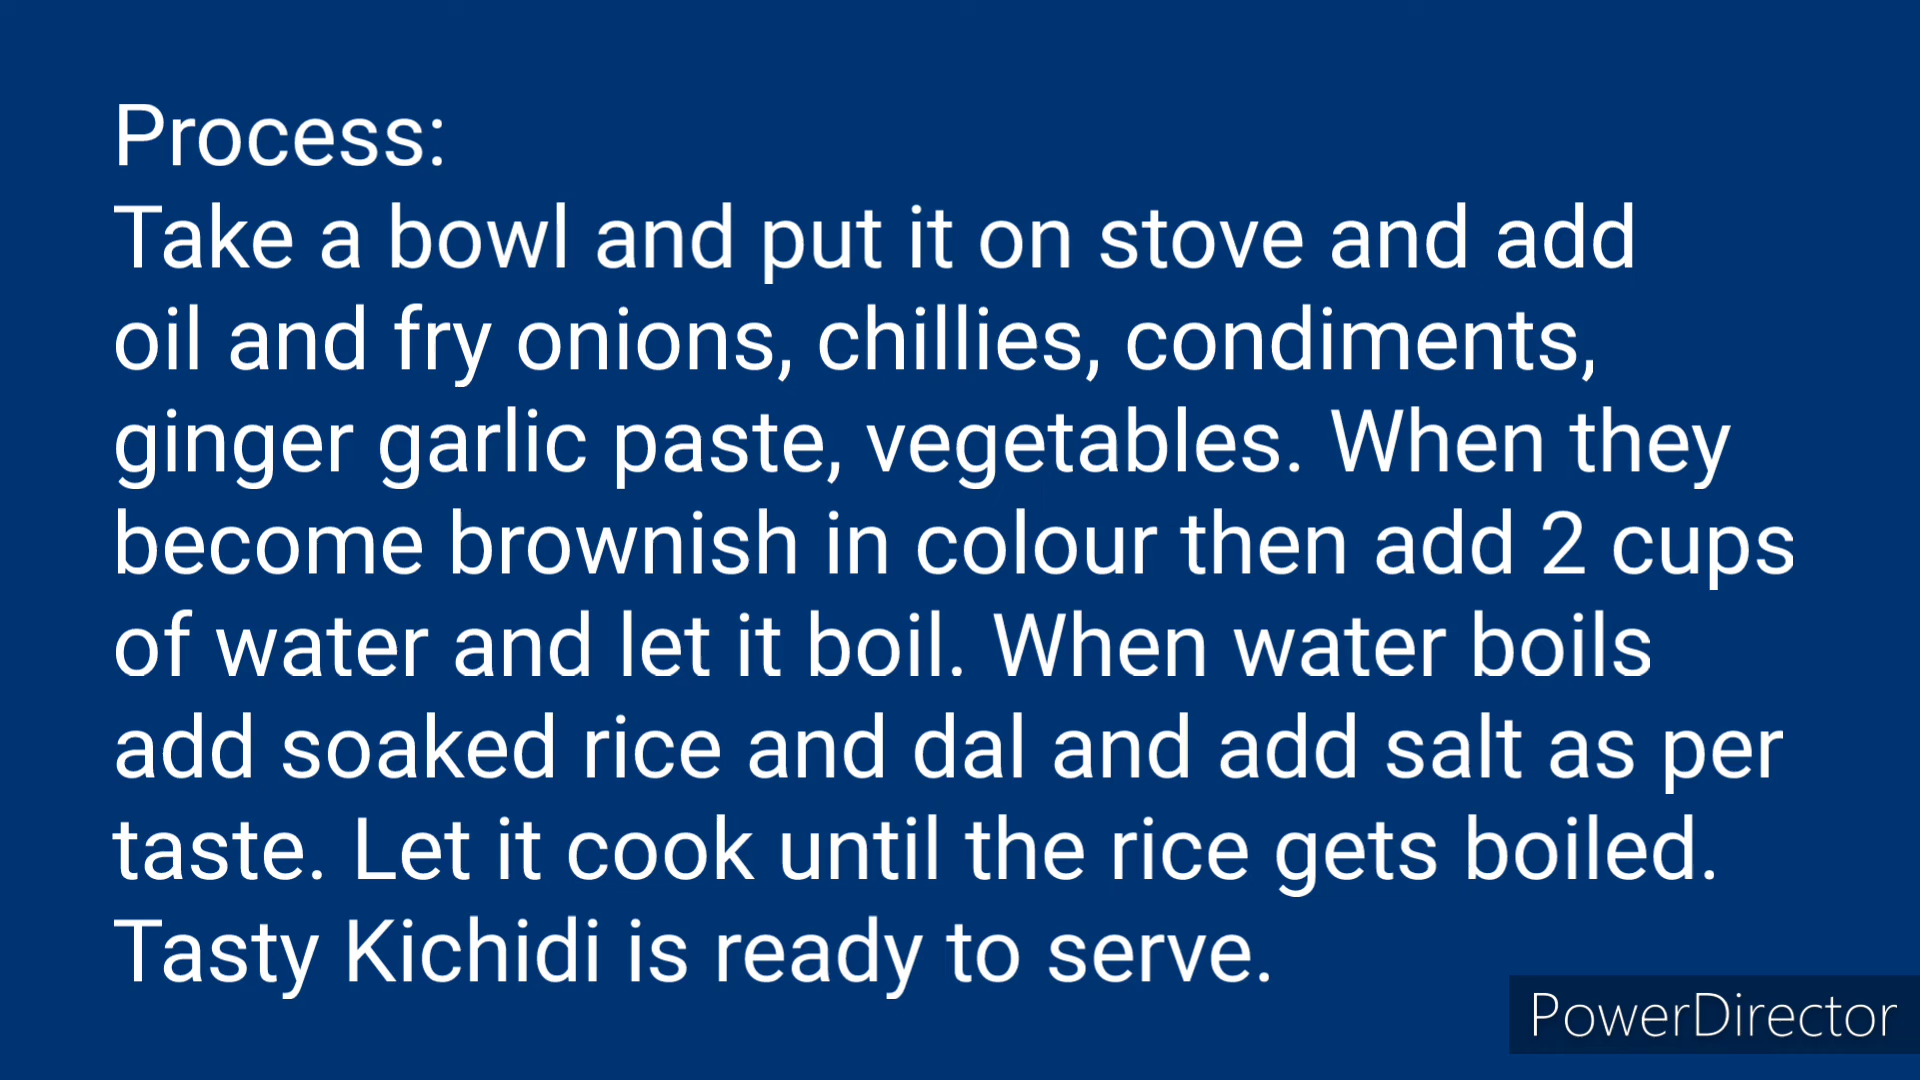 Process:
Take a bowl and put it on stove and add
oil and fry onions, chillies, condiments,
ginger garlic paste, vegetables. When they
become brownish in colour then add 2 cups
of water and let it boil. When water boils
add soaked rice and dal and add salt as per
taste. Let it cook until the rice gets boiled.
Tasty Kichidi is ready to serve.
PowerDirector